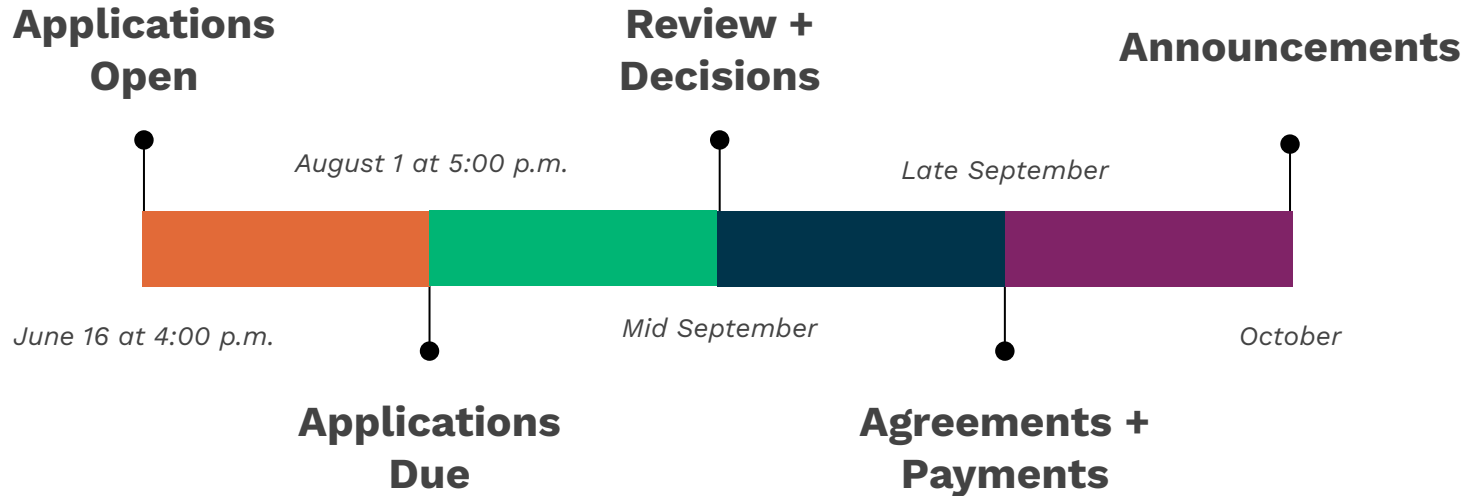 Applications
Open
June 16 at 4:00 p.m.
August 1 at 5:00 p.m.
Applications
Due
Review +
Decisions
Mid September
Late September
Agreements +
Payments
Announcements
October